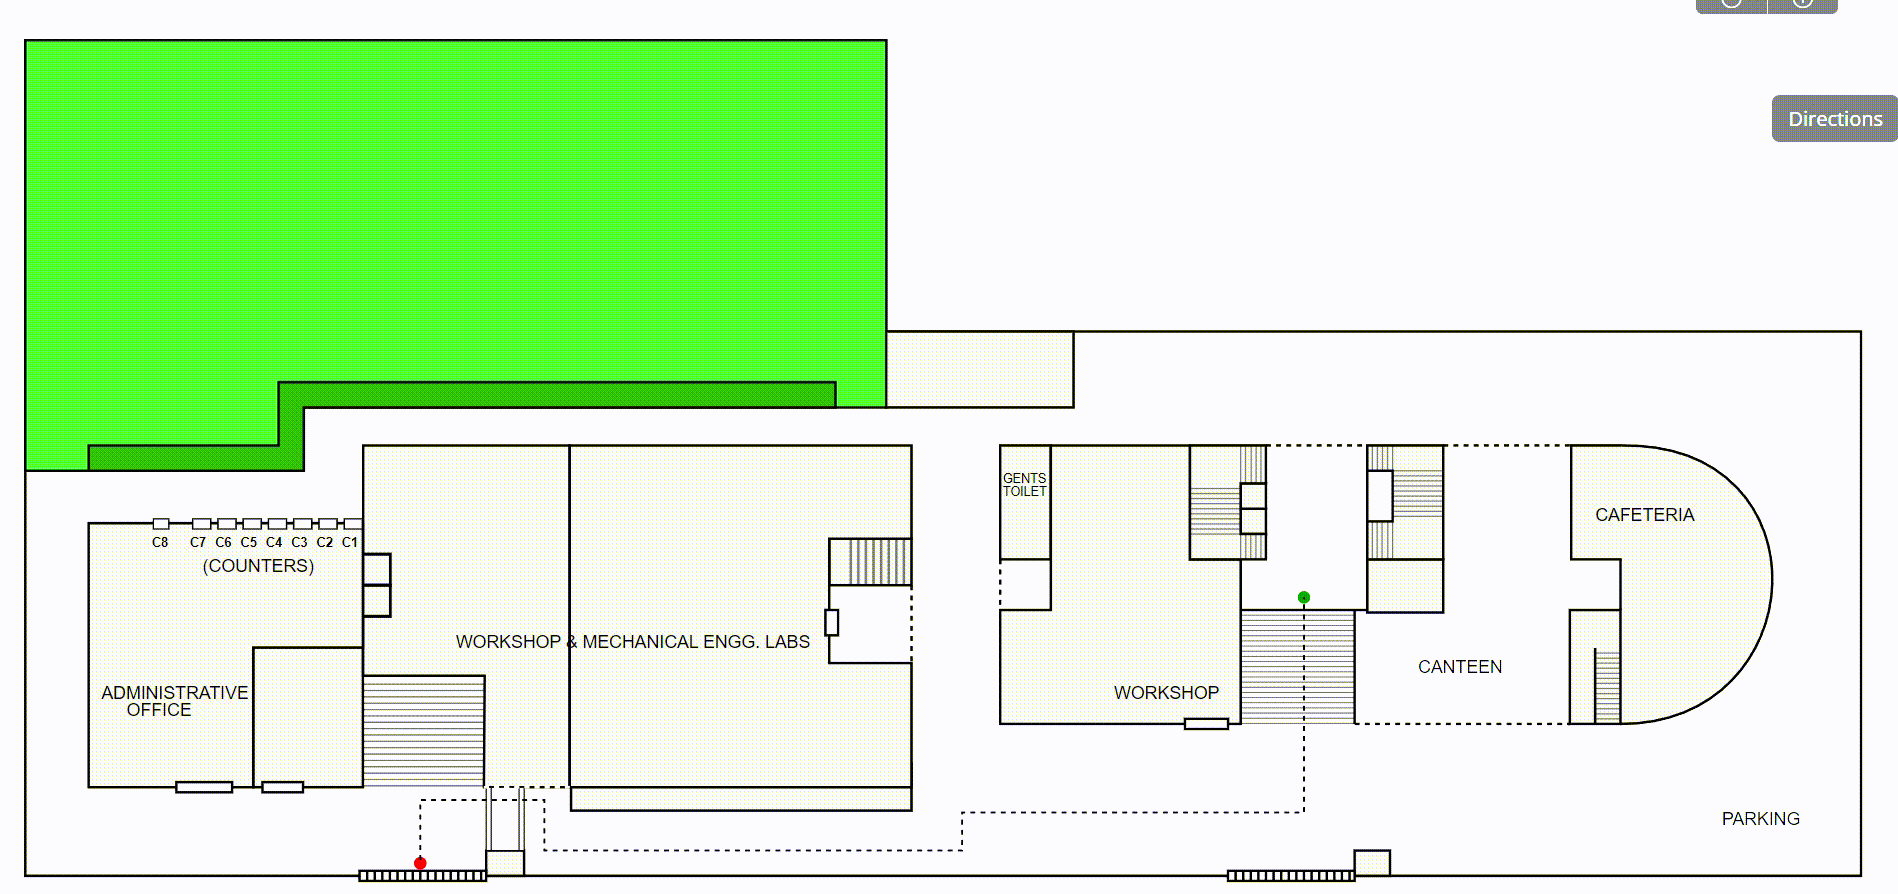 Directions
GENTS
TOILET
CAFETERIA
C8 C7 C6 C5 C4 C3 C2 C1
(COUNTERS)
WORKSHOP & MECHANICAL ENGG. LABS
CANTEEN
ADMINISTRATIVE
OFFICE
WORKSHOP
PARKING